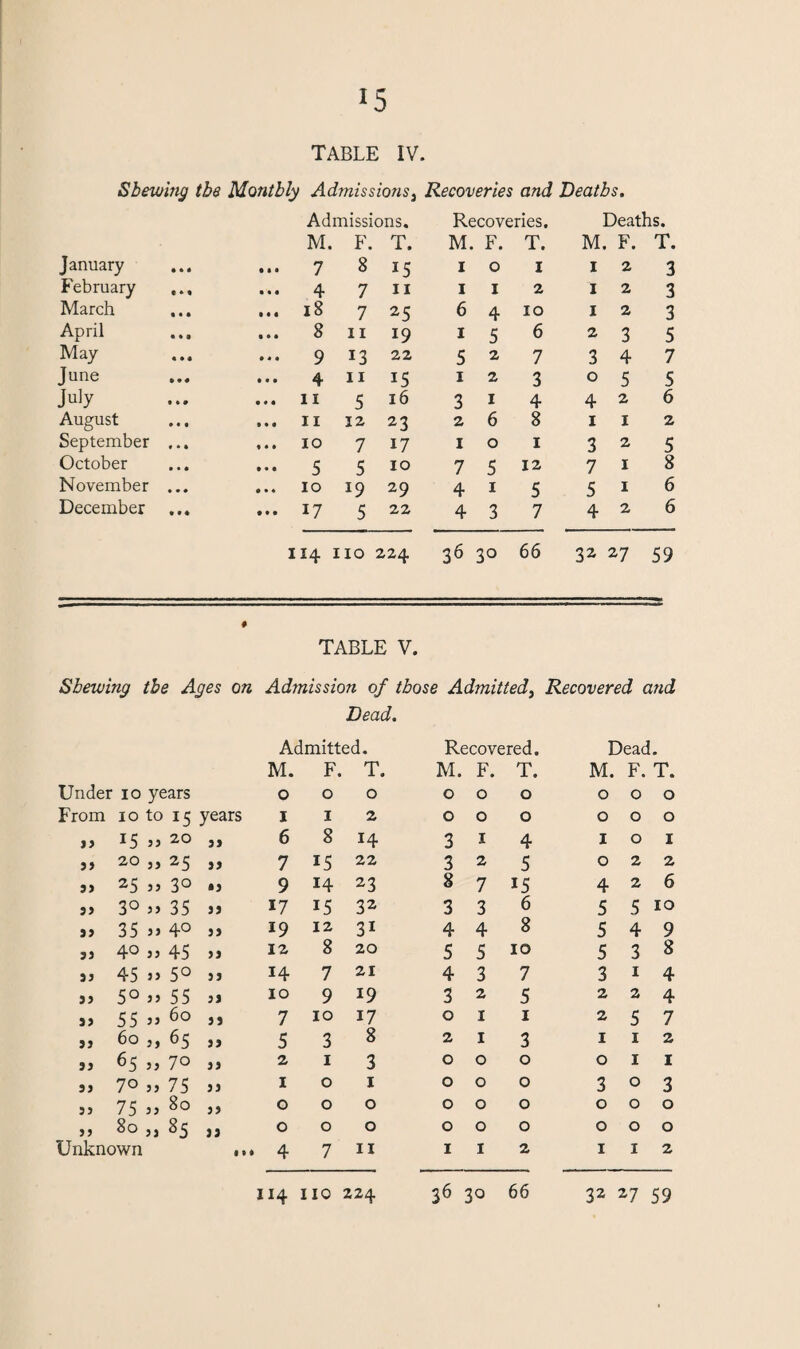 15
TABLE IV.
Shewing the Monthly Admissions, Recoveries and Deaths.
Admissions. Recoveries. Deaths.
M. F. T. M. F. T. M. F. T.
January ... ... 7 8 15 1 0 1 1 2 3
February ... ... 4 7 11 1 1 2 1 2 3
March ... ... 18 7 25 6 4 10 1 2 3
April ... ... 8 11 19 1 5 6 2 3 5
May ... ... 9 13 22 5 2 7 3 4 7
June ... ... 4 11 15 1 2 3 0 5 5
July ... ... 11 5 16 3 1 4 4 2 6
August ... ... 11 12 23 2 6 8 1 1 2
September ... ... 10 7 17 1 0 1 3 2 5
October ... ... 5 5 10 7 5 12 7 1 8
November ... ... 10 19 29 4 1 5 5 1 6
December ... ... 17 5 22 4 3 7 4 2 6
114 110 224 36 30 66 32 27 59
TABLE V.
Shewing the Ages on Admission of those Admitted, Recovered and
Dead.
Admitted. Recovered. Dead.
M. F. T. M. F. T. M. F. T.
Under 10 years 0 0 0 0 0 0 0 0 0
From 10 to 15 years 1 1 2 0 0 0 0 0 0
„ 15 „ 20 „ 6 8 14 3 1 4 1 0 1
„ 20 „ 25 „ 7 15 22 3 2 5 0 2 2
„ 25 „ 30 „ 9 14 23 8 7 15 4 2 6
„ 30 „ 35 „ 17 15 32 3 3 6 5 5 10
„ 35 „ 40 „ 19 12 31 4 4 8 5 4 9
„ 40 „ 45 „ 12 8 20 5 5 10 5 3 8
„ 45 „ 50 „ 14 7 21 4 3 7 3 1 4
„ 50 „ 55 „ 10 9 19 3 2 5 2 2 4
„ 55 „ 60 „ 7 10 17 0 1 1 2 5 7
„ 60 „ 65 „ 5 3 8 2 1 3 1 1 2
„ 65 „ 70 „ 2 1 3 0 0 0 0 1 1
„ 70 „ 75 „ 1 0 1 0 0 0 3 0 3
„ 75 „ 80 „ 0 0 0 0 0 0 0 0 0
„ 80 „ 85 „ 0 0 0 0 0 0 0 0 0
Unknown ... 4 7 11 1 1 2 1 1 2
114 110 224 36 30 66 32 27 59